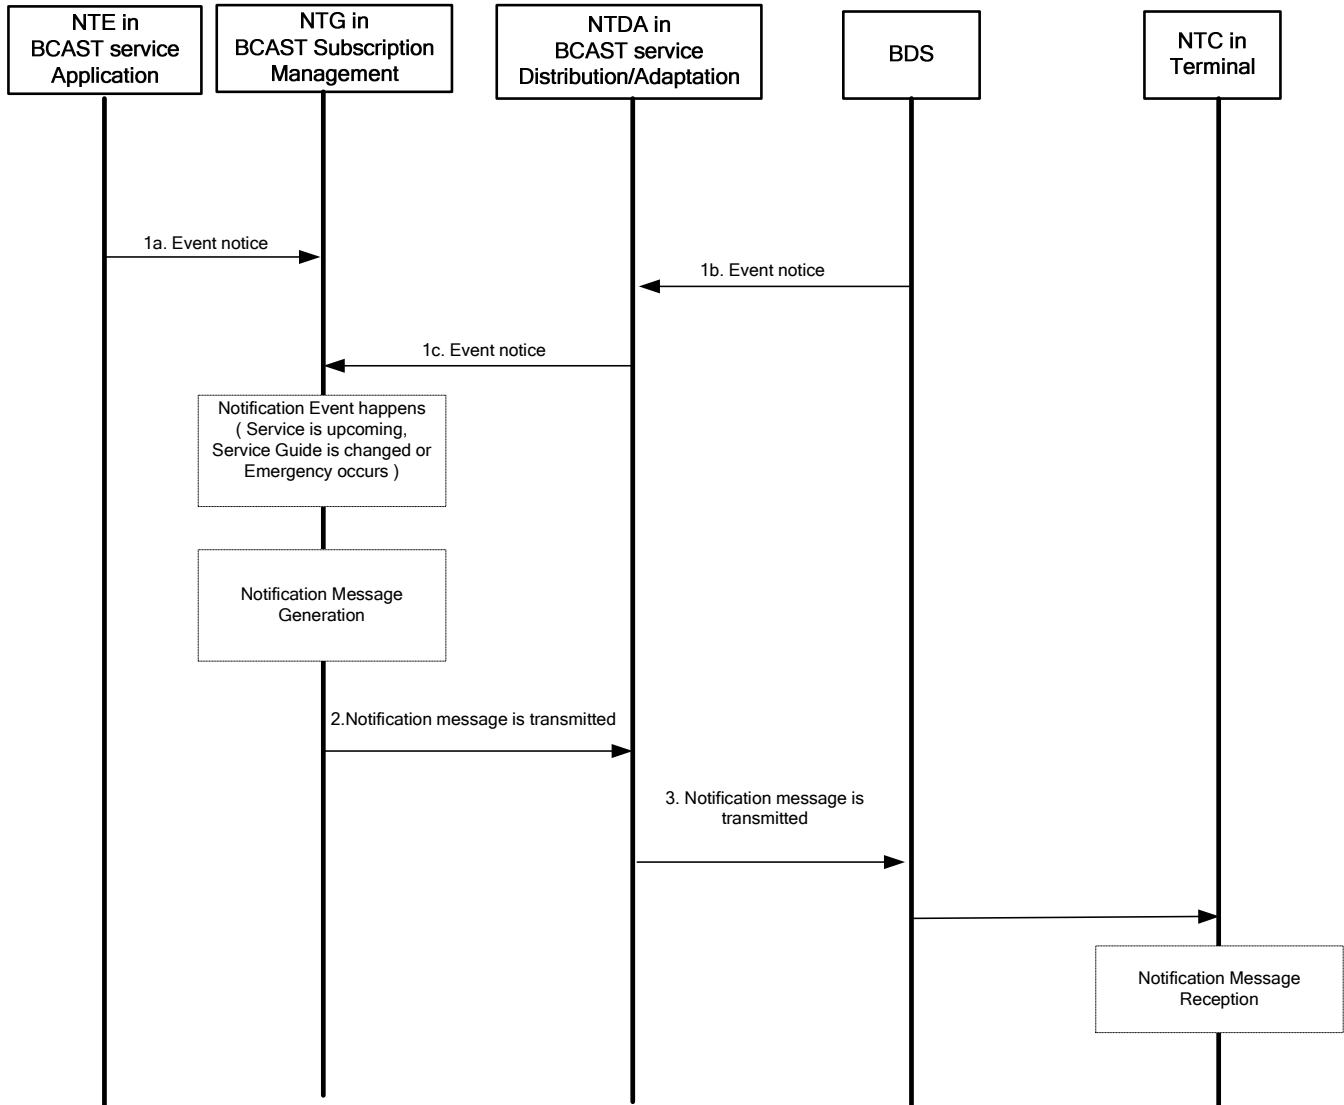 NTE in
BCAST service
Application
NTG in
BCAST Subscription
Management
NTDA in
BCAST service
Distribution/Adaptation
BDS
NTC in
Terminal
1a. Event notice
1b. Event notice
1c. Event notice
Notification Event happens
( Service is upcoming,
Service Guide is changed or
Emergency occurs )
Notification Message
Generation
2.Notification message is transmitted
3. Notification message is
transmitted
Notification Message
Reception